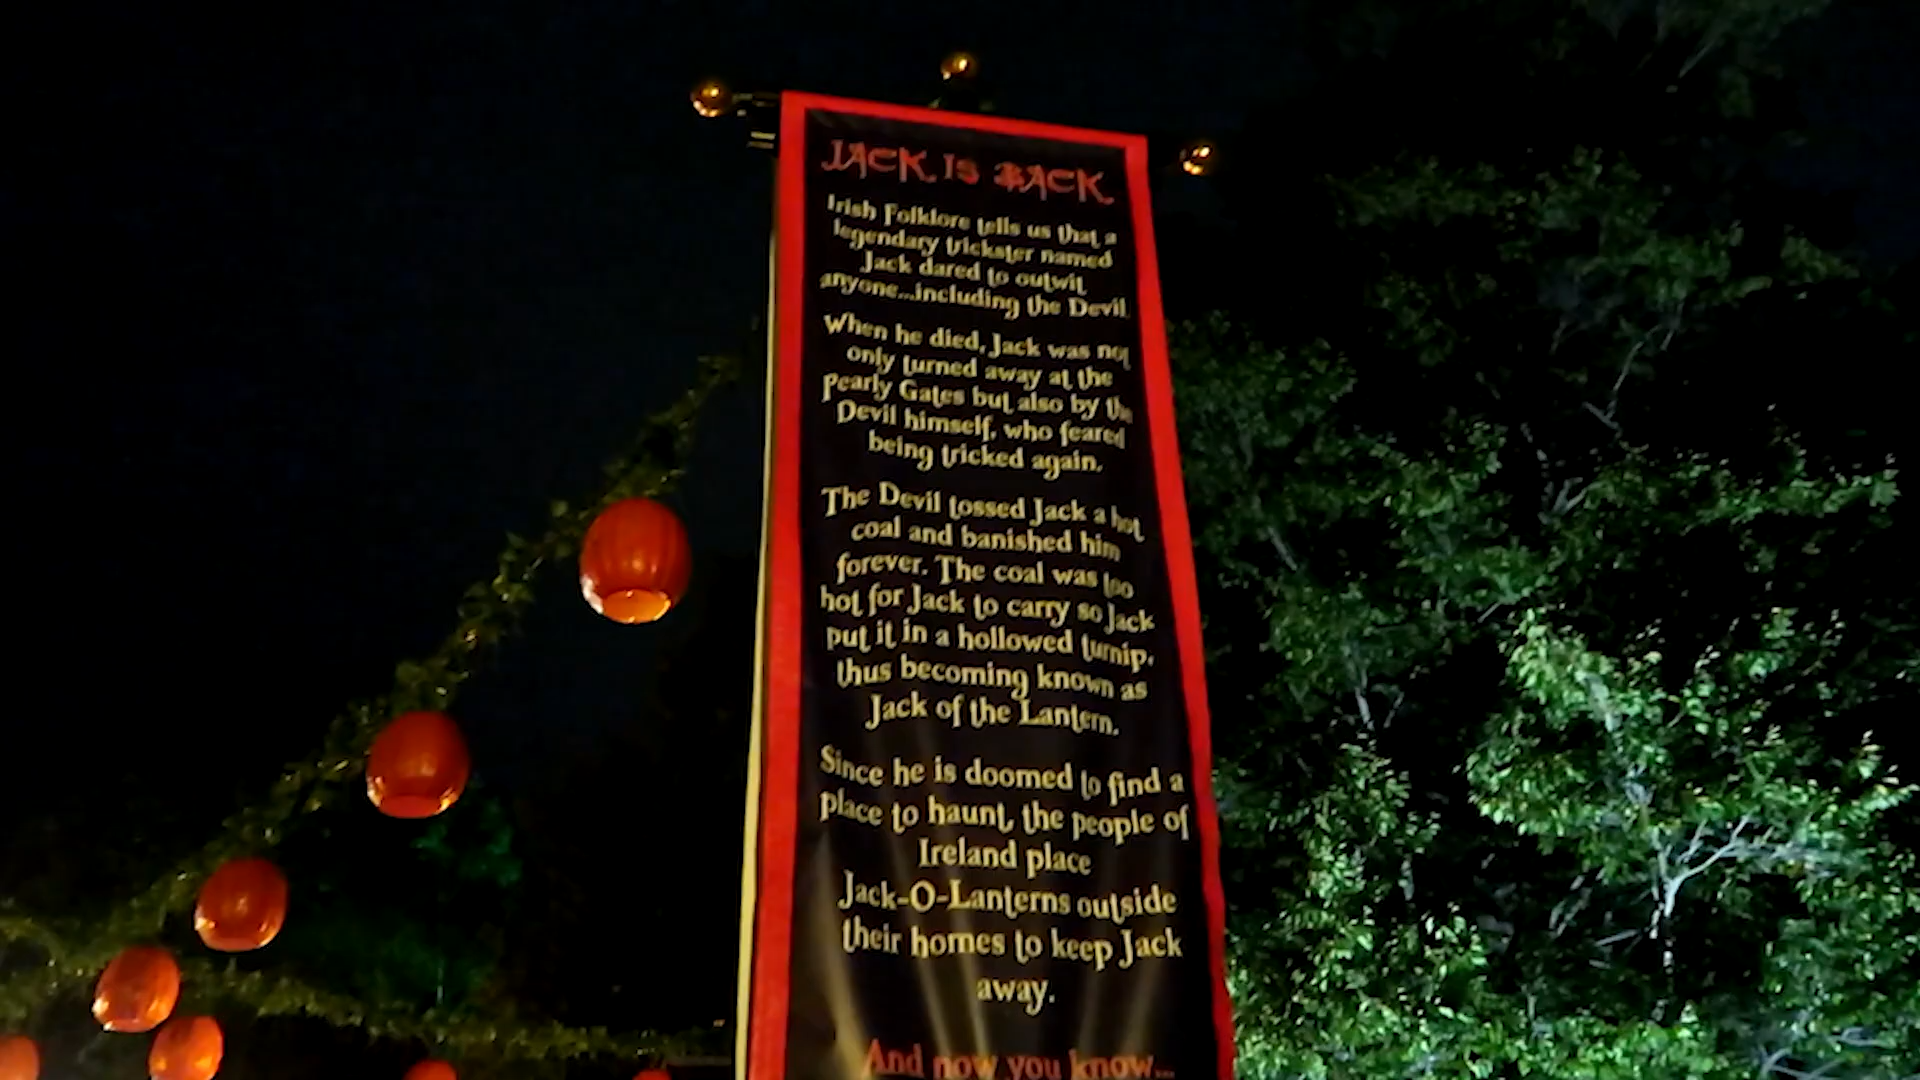 JACK IS BACK
Irish Folklore tells us that a
legendary trickster named
Jack dared to outwit
anyone...including the Devil.
When he died, Jack was not
only turned away at the
Pearly Gates but also by the
Devil himself, who feared
being tricked again.
The Devil tossed Jack a hot
coal and banished him
forever. The coal was too
hot for Jack to carry so Jack
put it in a hollowed turnip,
thus becoming known as
Jack of the Lantern.
Since he is doomed to find a
place to haunt, the people of
Ireland place
Jack-O-Lanterns outside
their homes to keep Jack
away.
And now you know...